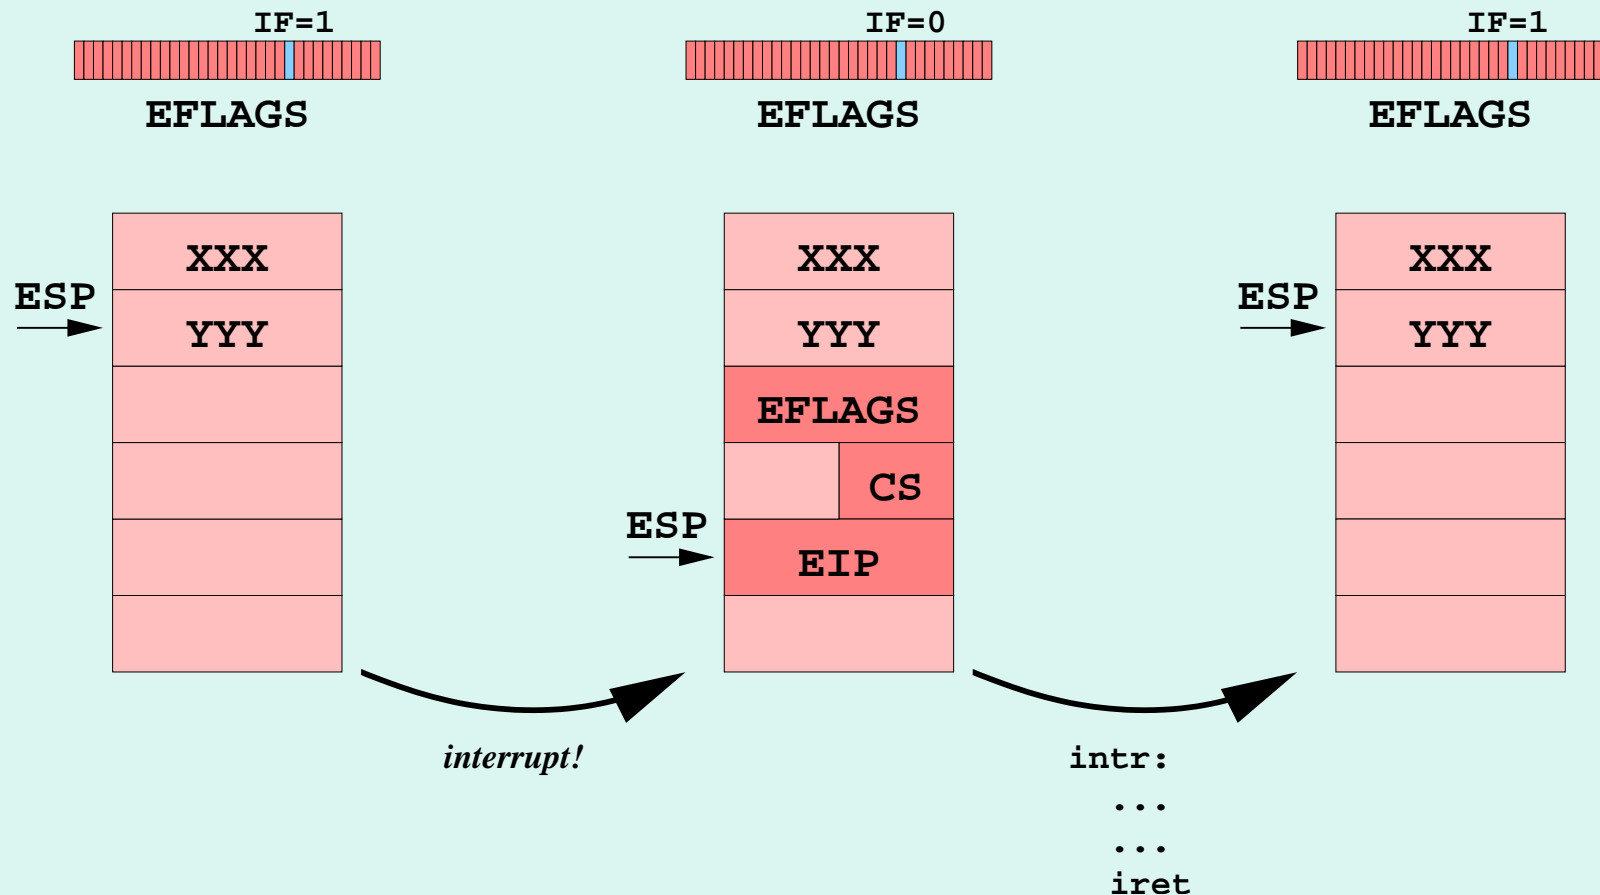 IF=1
EFLAGS
ESP
XXX
YYY
interrupt!
IF=0
EFLAGS
XXX
YYY
EFLAGS
CS
ESP
EIP
intr:
...
...
iret
IF=1
EFLAGS
ESP
XXX
YYY